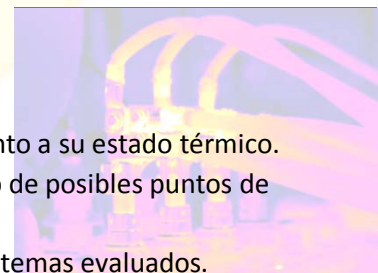 nto a su estado térmico.
o de posibles puntos de
temas evaluados.